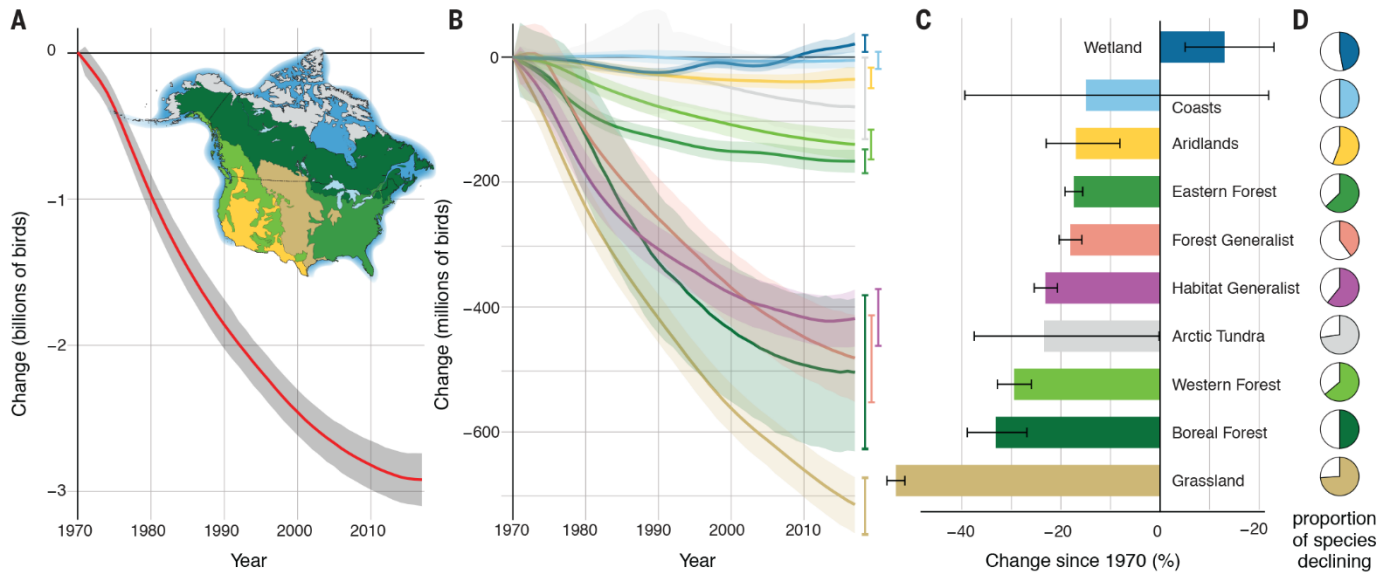 A
B
C
D
Change (billions of birds)
0
−1
−2
−3
1970
1980
1990
2000
2010
Year
Change (millions of birds)
0
−200
−400
−600
1970
1980
1990
2000
2010
Year
Wetland
Coasts
Aridlands
Eastern Forest
Forest Generalist
Habitat Generalist
Arctic Tundra
Western Forest
Boreal Forest
Grassland
−40
−20
0
−20
Change since 1970 (%)
proportion
of species
declining